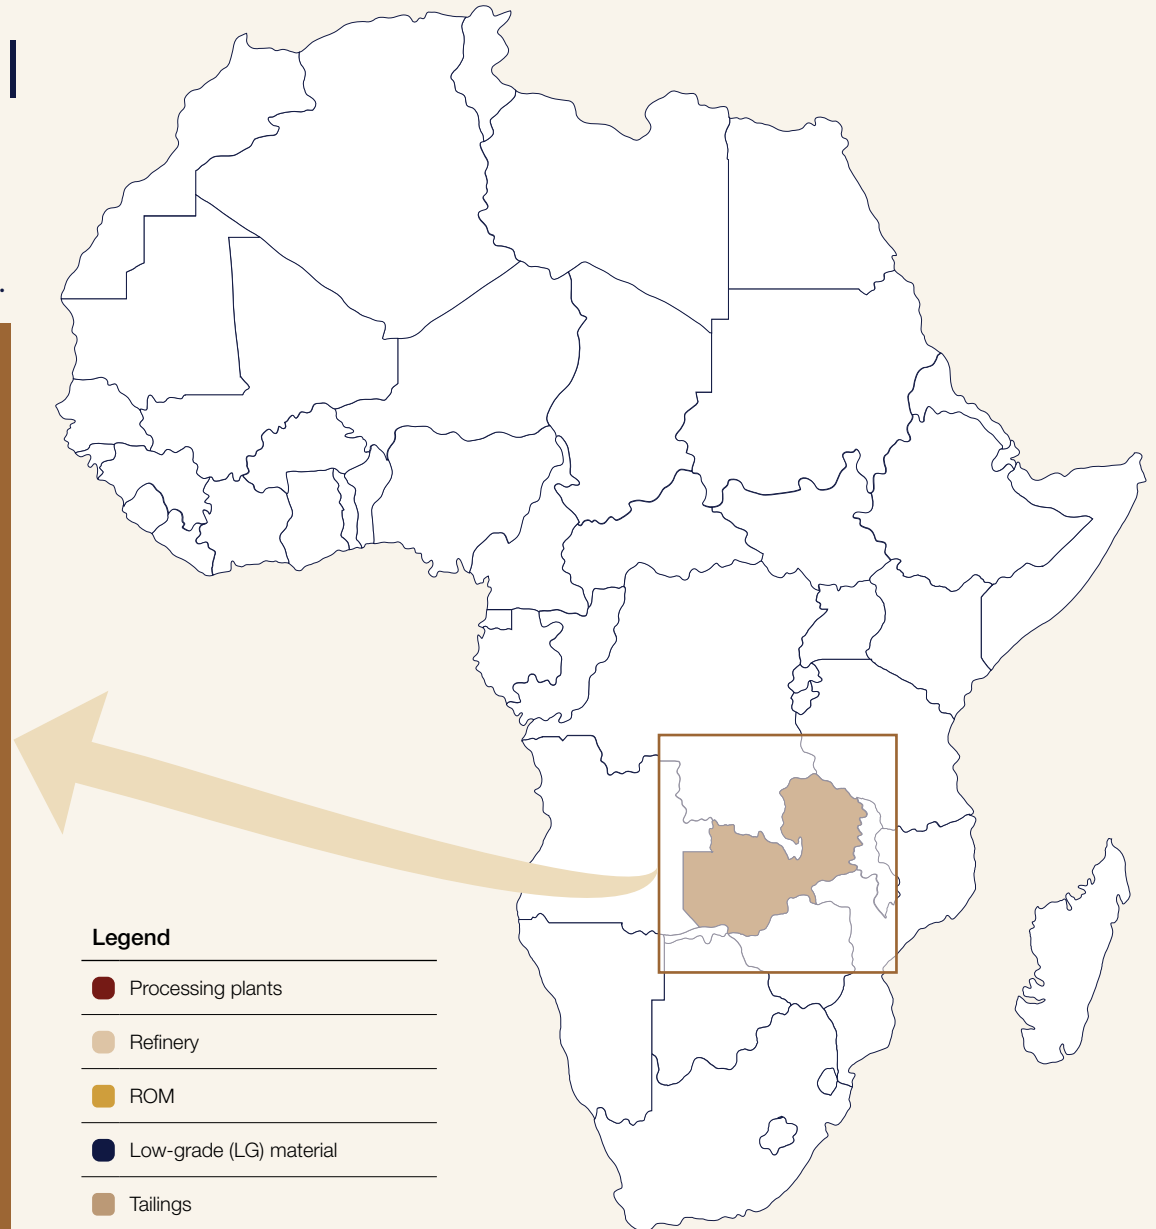 Legend
Processing plants
Refinery
ROM
Low-grade (LG) material
Tailings